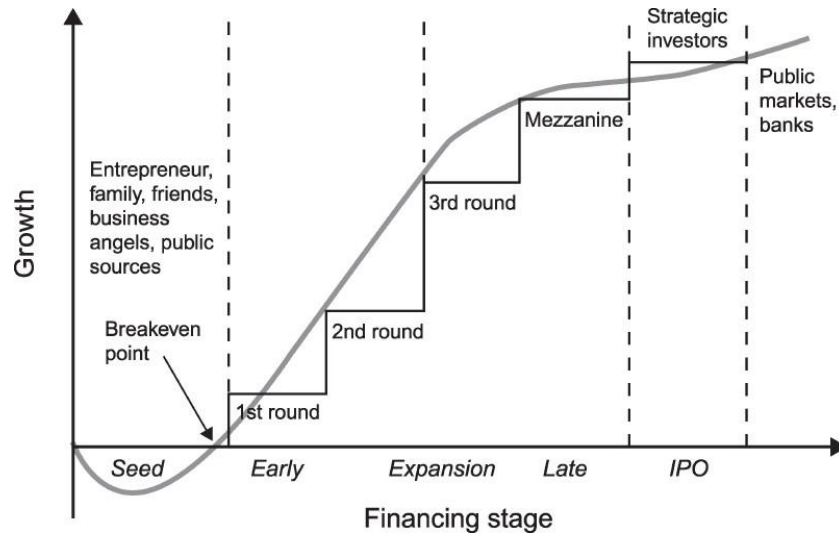 Strategic
investors
Public
markets,
banks
Mezzanine
Entrepreneur,
family, friends,
business
angels, public
sources
3rd round
2nd round
Breakeven
point
1st round
Growth
Seed
Early
Expansion
Late
IPO
Financing stage